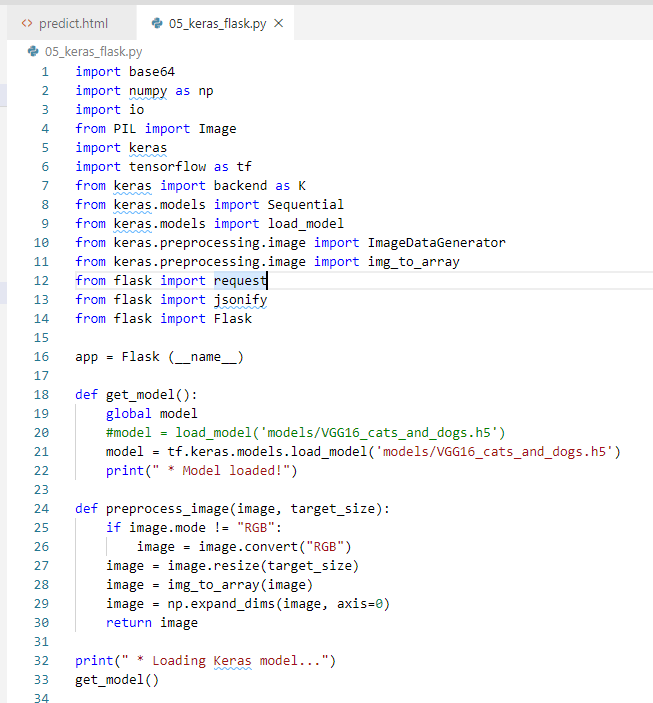 <> predict.html 05_keras_flask.py ×
05_keras_flask.py
1 import base64
2 import numpy as np
3 import io
4 from PIL import Image
5 import keras
6 import tensorflow as tf
7 from keras import backend as K
8 from keras.models import Sequential
9 from keras.models import load_model
10 from keras.preprocessing.image import ImageDataGenerator
11 from keras.preprocessing.image import img_to_array
12 from flask import request
13 from flask import jsonify
14 from flask import Flask
15
16 app = Flask (__name__)
17
18 def get_model():
19     global model
20     #model = load_model('models/VGG16_cats_and_dogs.h5')
21     model = tf.keras.models.load_model('models/VGG16_cats_and_dogs.h5')
22     print(" * Model loaded!")
23
24 def preprocess_image(image, target_size):
25     if image.mode != "RGB":
26         image = image.convert("RGB")
27     image = image.resize(target_size)
28     image = img_to_array(image)
29     image = np.expand_dims(image, axis=0)
30     return image
31
32 print(" * Loading Keras model...")
33 get_model()
34